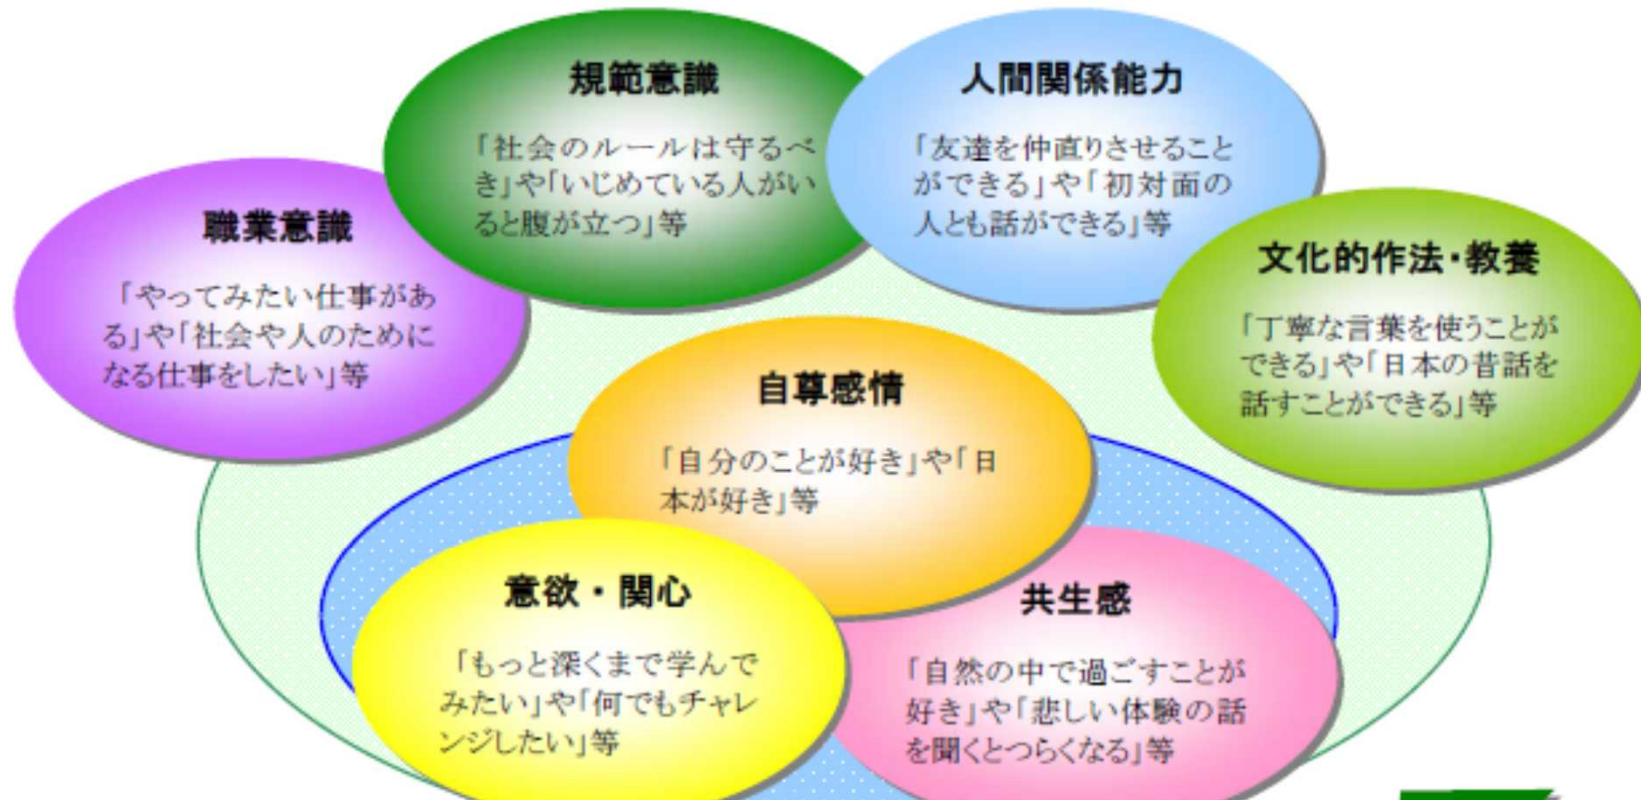 規範意識
「社会のルールは守るべ
き」や「いじめている人がい
ると腹が立つ」等
人間関係能力
「友達を仲直りさせること
ができる」や「初対面の
人とも話ができる」等
職業意識
「やってみたい仕事があ
る」や「社会や人のために
なる仕事をしたい」等
文化的作法・教養
「丁寧な言葉を使うことが
できる」や「日本の昔話を
話すことができる」等
自尊感情
「自分のことが好き」や「日
本が好き」等
意欲・関心
「もっと深くまで学んで
みたい」や「何でもチャレ
ンジしたい」等
共生感
「自然の中で過ごすことが
好き」や「悲しい体験の話
を聞くとつらくなる」等